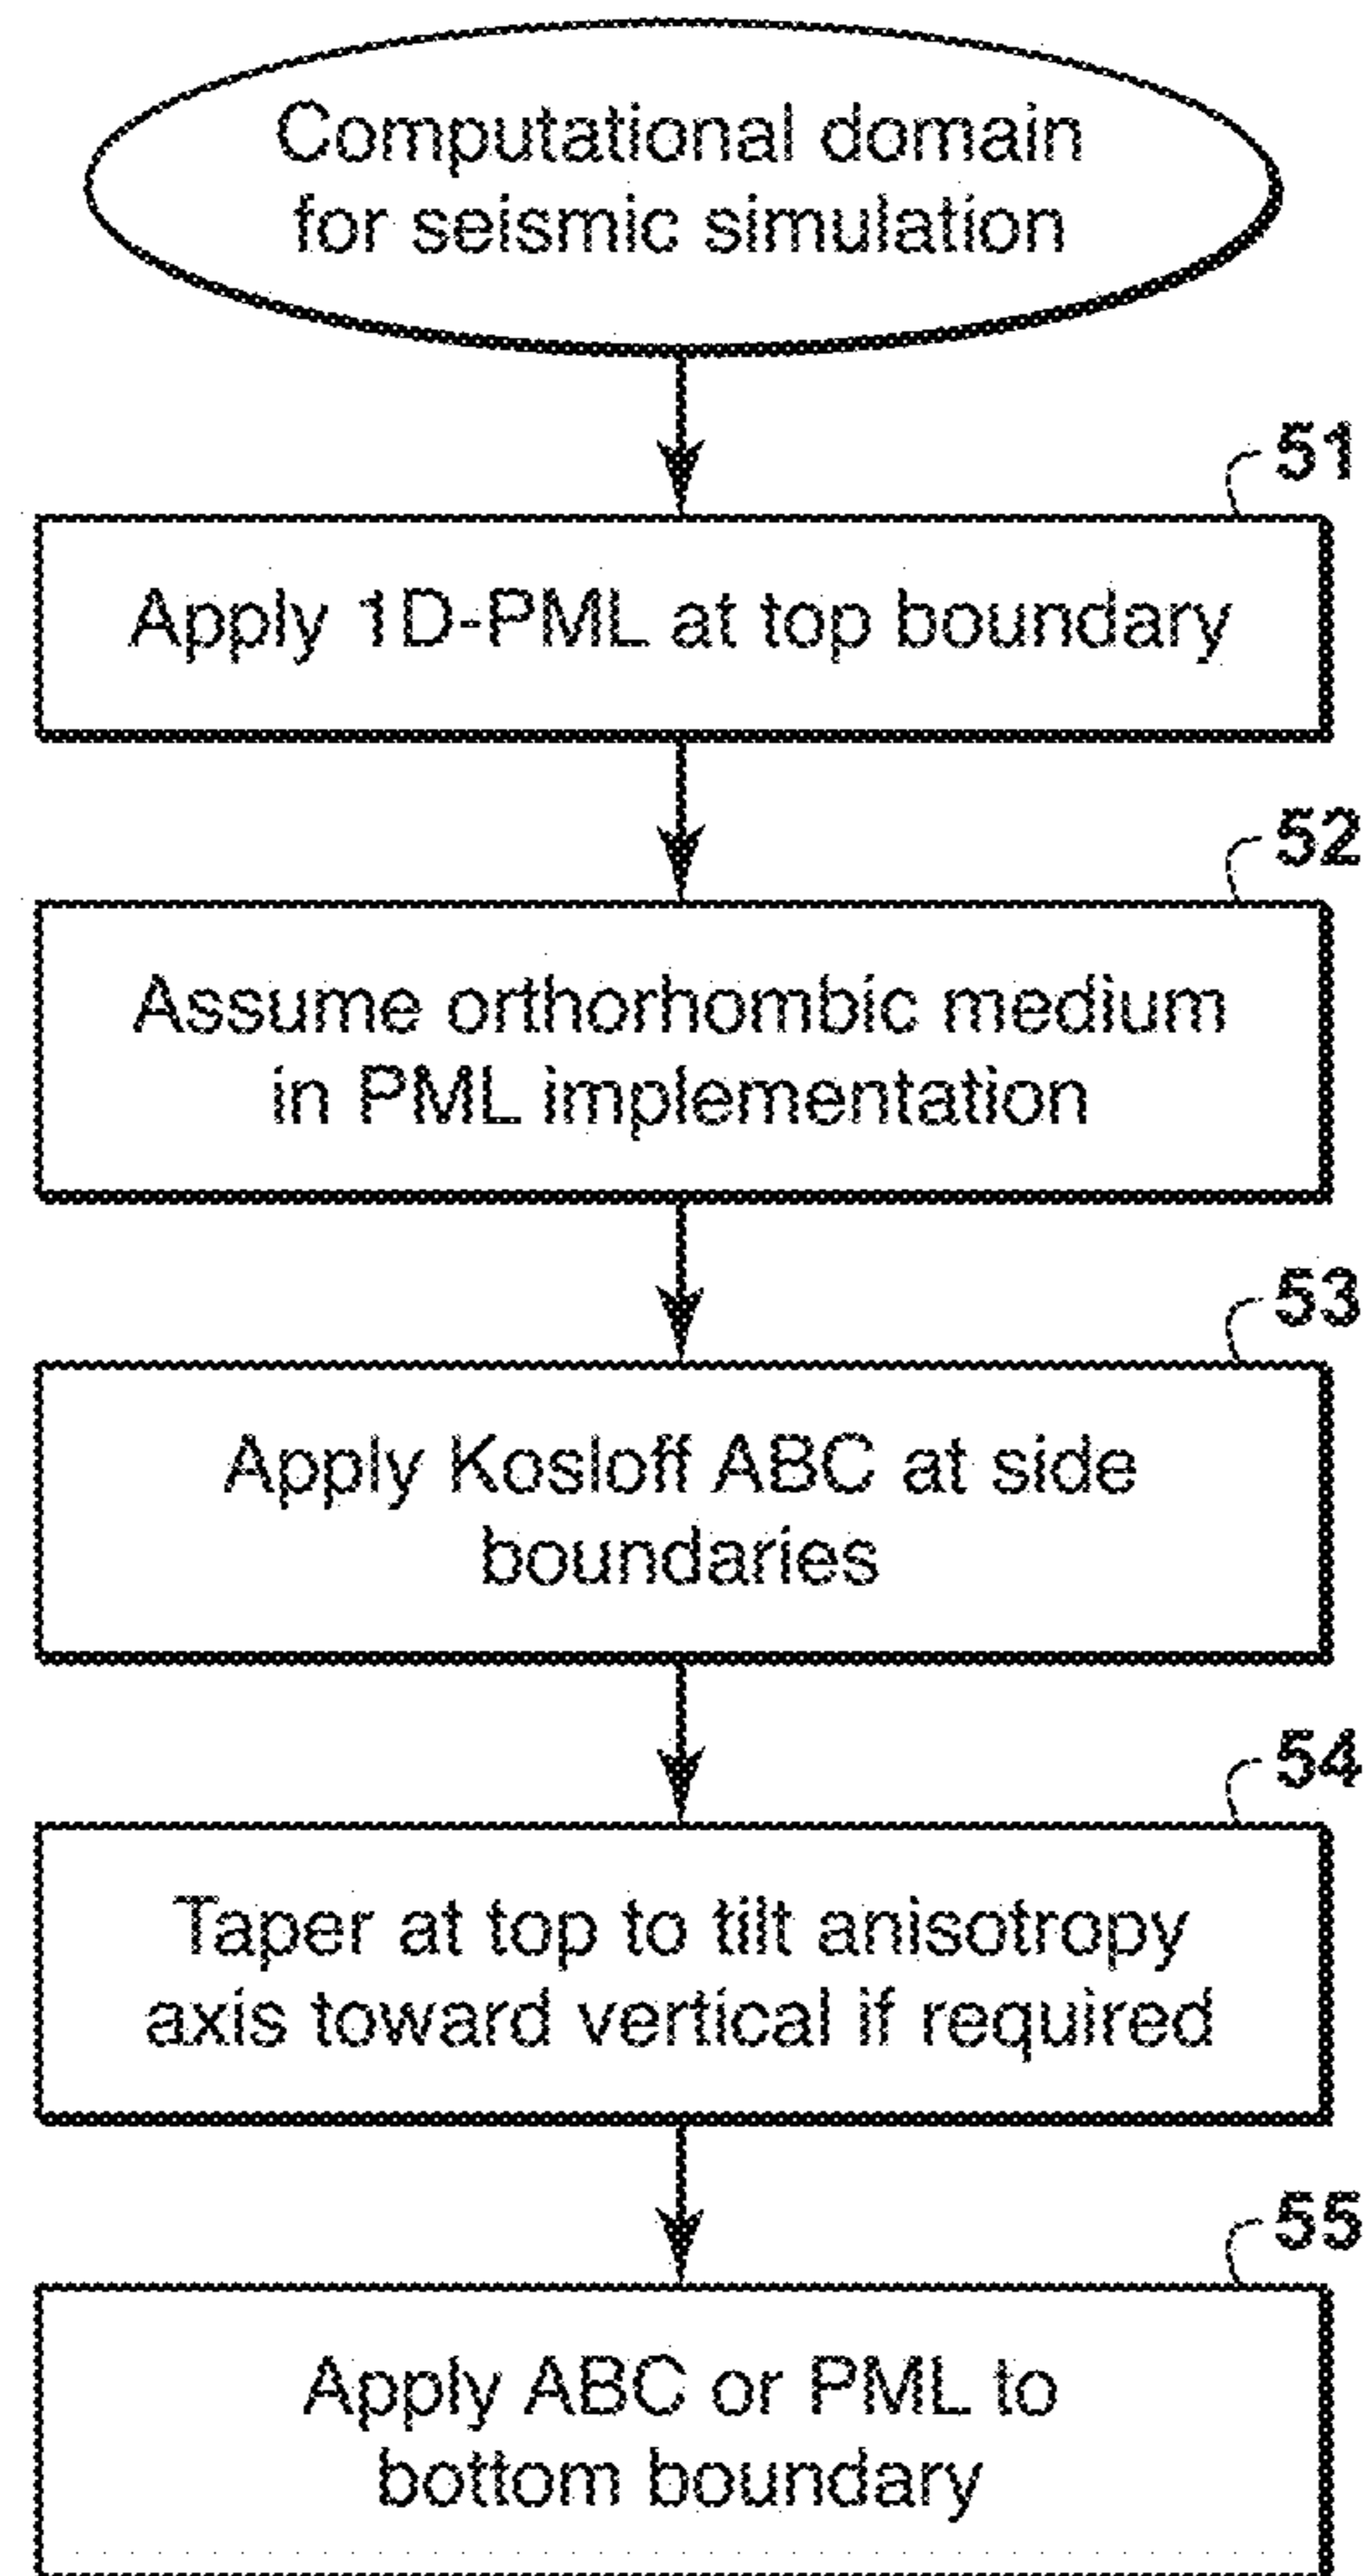 Computational domain
for seismic simulation
51
Apply 1D-PML at top boundary
52
Assume orthorhombic medium
in PML implementation
53
Apply Kosloff ABC at side
boundaries
54
Taper at top to tilt anisotropy
axis toward vertical if required
55
Apply ABC or PML to
bottom boundary